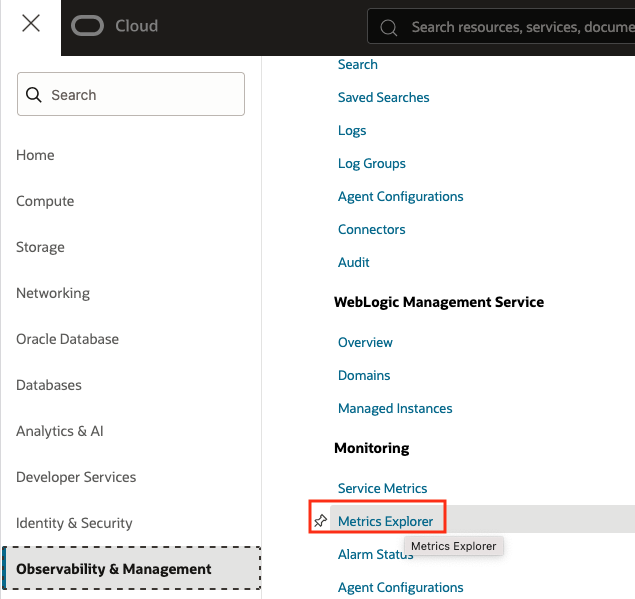 Cloud
Search resources, services, docume
Search
Home
Compute
Storage
Networking
Oracle Database
Databases
Analytics & AI
Developer Services
Identity & Security
Observability & Management
Search
Saved Searches
Logs
Log Groups
Agent Configurations
Connectors
Audit
WebLogic Management Service
Overview
Domains
Managed Instances
Monitoring
Service Metrics
Metrics Explorer
Metrics Explorer
Alarm Status
Agent Configurations